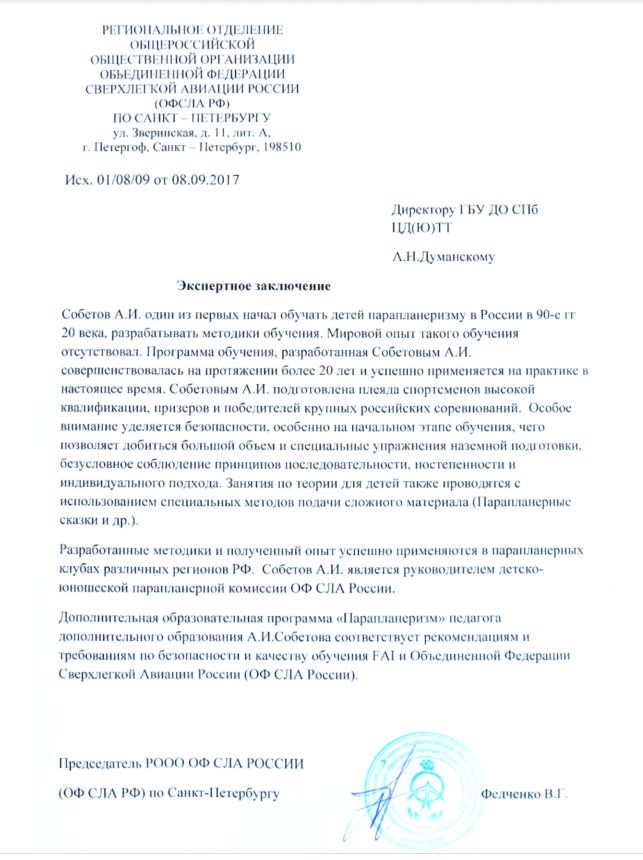 РЕГИОНАЛЬНОЕ ОТДЕЛЕНИЕ
ОБЩЕРОССИЙСКОЙ
ОБЩЕСТВЕННОЙ ОРГАНИЗАЦИИ
ОБЪЕДИНЕННОЙ ФЕДЕРАЦИИ
СВЕРХЛЕГКОЙ АВИАЦИИ РОССИИ
(ОФСЛА РФ)
ПО САНКТ – ПЕТЕРБУРГУ
ул. Зверинская, д. 11, лит. А,
г. Петергоф, Санкт – Петербург, 198510
Исх. 01/08/09 от 08.09.2017
Директору ГБУ ДО СПб
ЦД(Ю)ТТ
А.Н.Думанскому
Экспертное заключение
Собетов А.И. один из первых начал обучать детей парапланеризму в России в 90-е гг
20 века, разрабатывать методики обучения. Мировой опыт такого обучения
отсутствовал. Программа обучения, разработанная Собетовым А.И.
совершенствовалась на протяжении более 20 лет и успешно применяется на практике в
настоящее время. Собетовым А.И. подготовлена плеяда спортсменов высокой
квалификации, призеров и победителей крупных российских соревнований.  Особое
внимание уделяется безопасности, особенно на начальном этапе обучения, чего
позволяет добиться большой объем и специальные упражнения наземной подготовки,
безусловное соблюдение принципов последовательности, постепенности и
индивидуального подхода. Занятия по теории для детей также проводятся с
использованием специальных методов подачи сложного материала (Парапланерные
сказки и др.).
Разработанные методики и полученный опыт успешно применяются в парапланерных
клубах различных регионов РФ.  Собетов А.И. является руководителем детско-
юношеской парапланерной комиссии ОФ СЛА России.
Дополнительная образовательная программа «Парапланеризм» педагога
дополнительного образования А.И.Собетова соответствует рекомендациям и
требованиям по безопасности и качеству обучения FAI и Объединенной Федерации
Сверхлегкой Авиации России (ОФ СЛА России).
Председатель РООО ОФ СЛА РОССИИ
(ОФ СЛА РФ) по Санкт-Петербургу
Федченко В.Г.